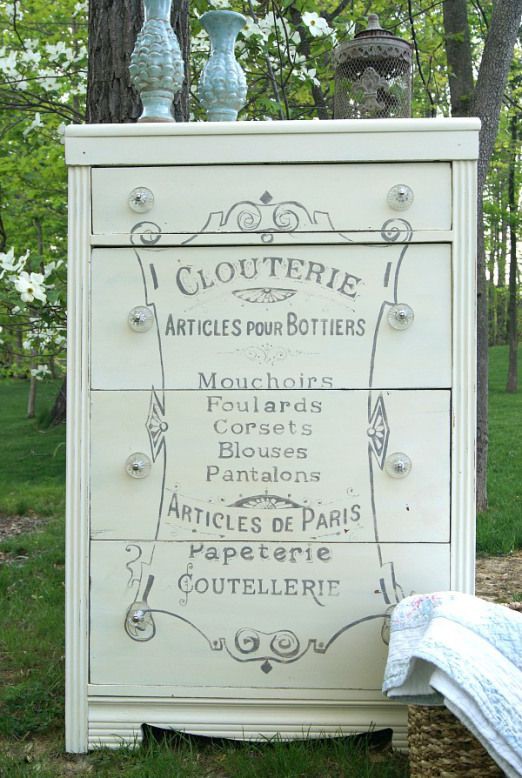 CLOUTERIE
ARTICLES POUR BOTTIERS
MOUCHOIRS
FOULARDS
CORSETS
BLOUSES
PANTALONS
ARTICLES DE PARIS
PAPETERIE
COUTELLERIE